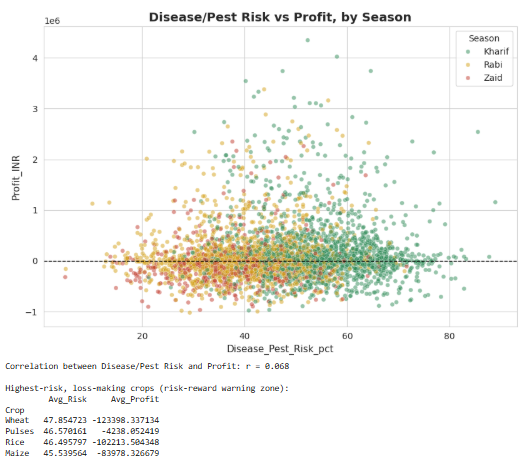 Disease/Pest Risk vs Profit, by Season
1e6
Season
Kharif
Rabi
Zaid
4
3
2
1
0
−1
Profit_INR
20 40 60 80
Disease_Pest_Risk_pct
Correlation between Disease/Pest Risk and Profit: r = 0.068
Highest-risk, loss-making crops (risk-reward warning zone):
Avg_Risk Avg_Profit
Crop
Wheat 47.854723 -123398.337134
Pulses 46.570161 -4238.052419
Rice 46.495797 -102213.504348
Maize 45.539564 -83978.326679